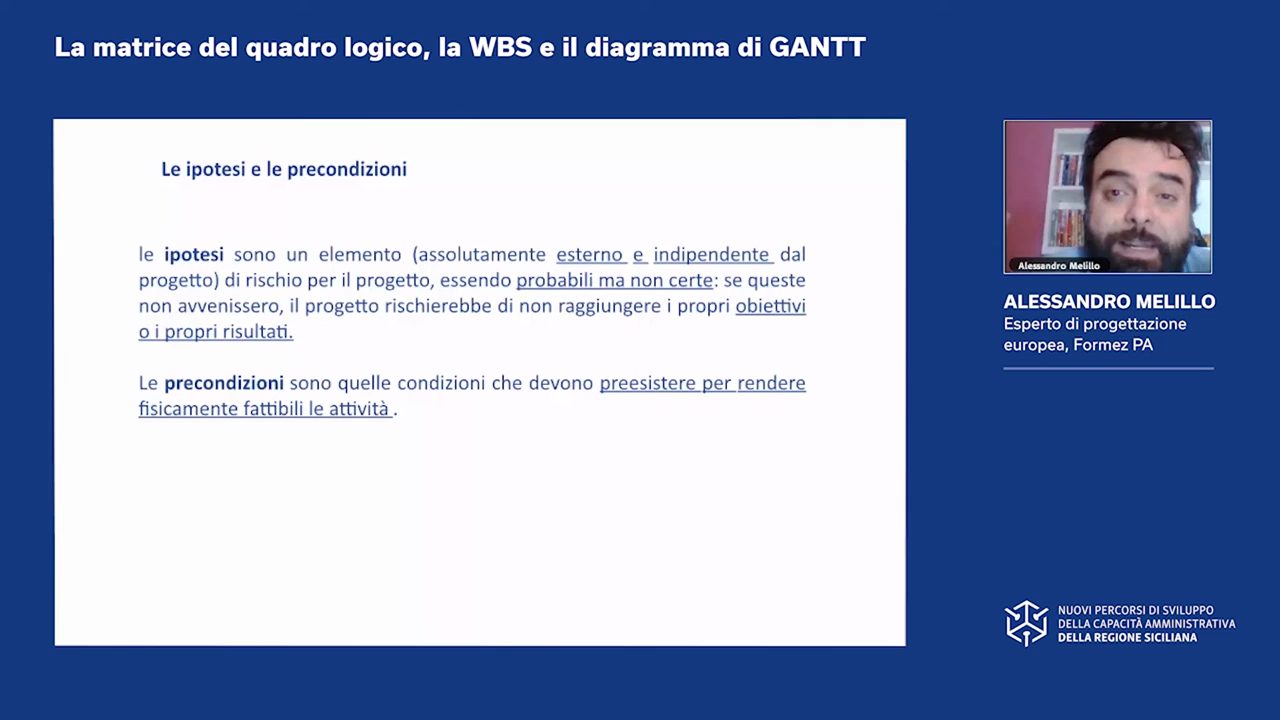 La matrice del quadro logico, la WBS e il diagramma di GANTT
Le ipotesi e le precondizioni
le ipotesi sono un elemento (assolutamente esterno e indipendente dal
progetto) di rischio per il progetto, essendo probabili ma non certe: se queste
non avvenissero, il progetto rischierebbe di non raggiungere i propri obiettivi
o i propri risultati.
Le precondizioni sono quelle condizioni che devono preesistere per rendere
fisicamente fattibili le attività .
Alessandro Melillo
ALESSANDRO MELILLO
Esperto di progettazione
europea, Formez PA
NUOVI PERCORSI DI SVILUPPO
DELLA CAPACITÀ AMMINISTRATIVA
DELLA REGIONE SICILIANA